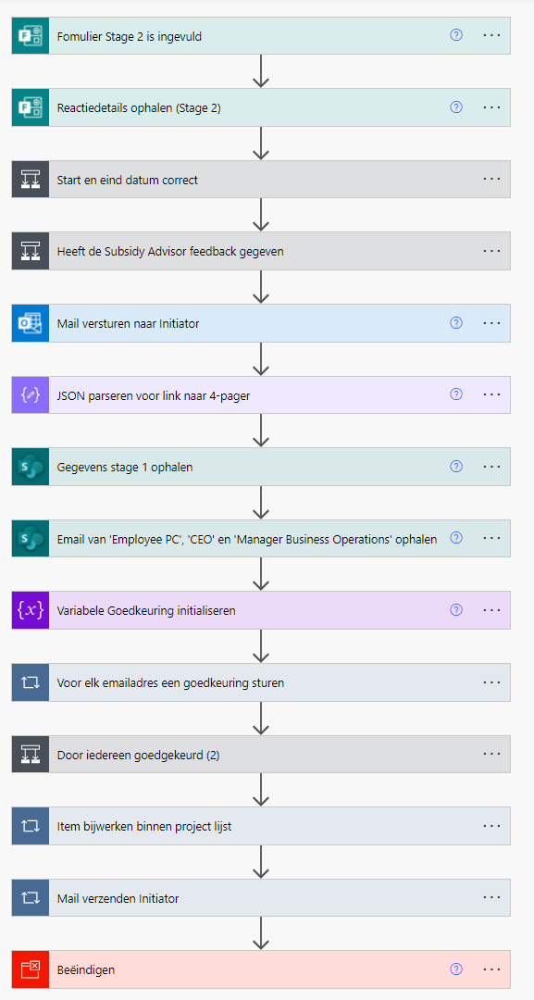 Fomulier Stage 2 is ingevuld
Reactiedetails ophalen (Stage 2)
Start en eind datum correct
Heeft de Subsidy Advisor feedback gegeven
Mail versturen naar Initiator
JSON parseren voor link naar 4-pager
Gegevens stage 1 ophalen
Email van 'Employee PC', 'CEO' en 'Manager Business Operations' ophalen
Variabele Goedkeuring initialiseren
Voor elk emailadres een goedkeuring sturen
Door iedereen goedgekeurd (2)
Item bijwerken binnen project lijst
Mail verzenden Initiator
Beëindigen